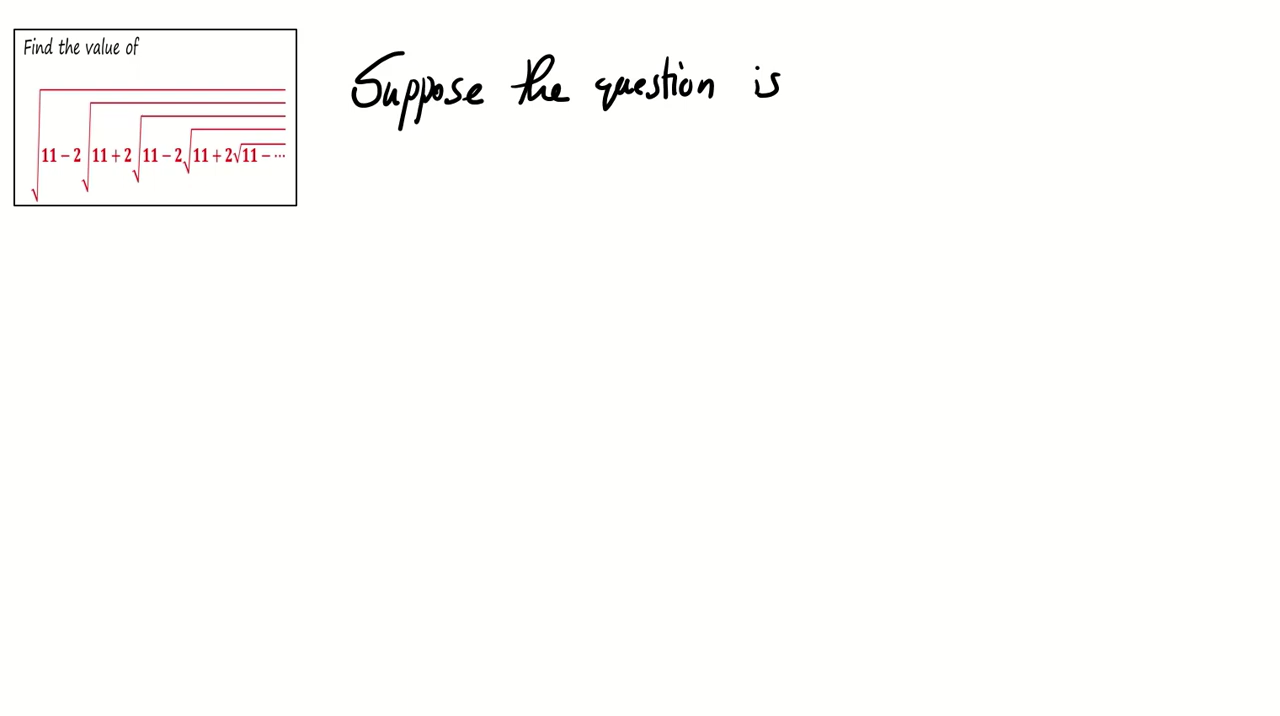 Find the value of
√11 − 2√11 + 2√11 − 2√11 + 2√11 − ⋯
Suppose the question is